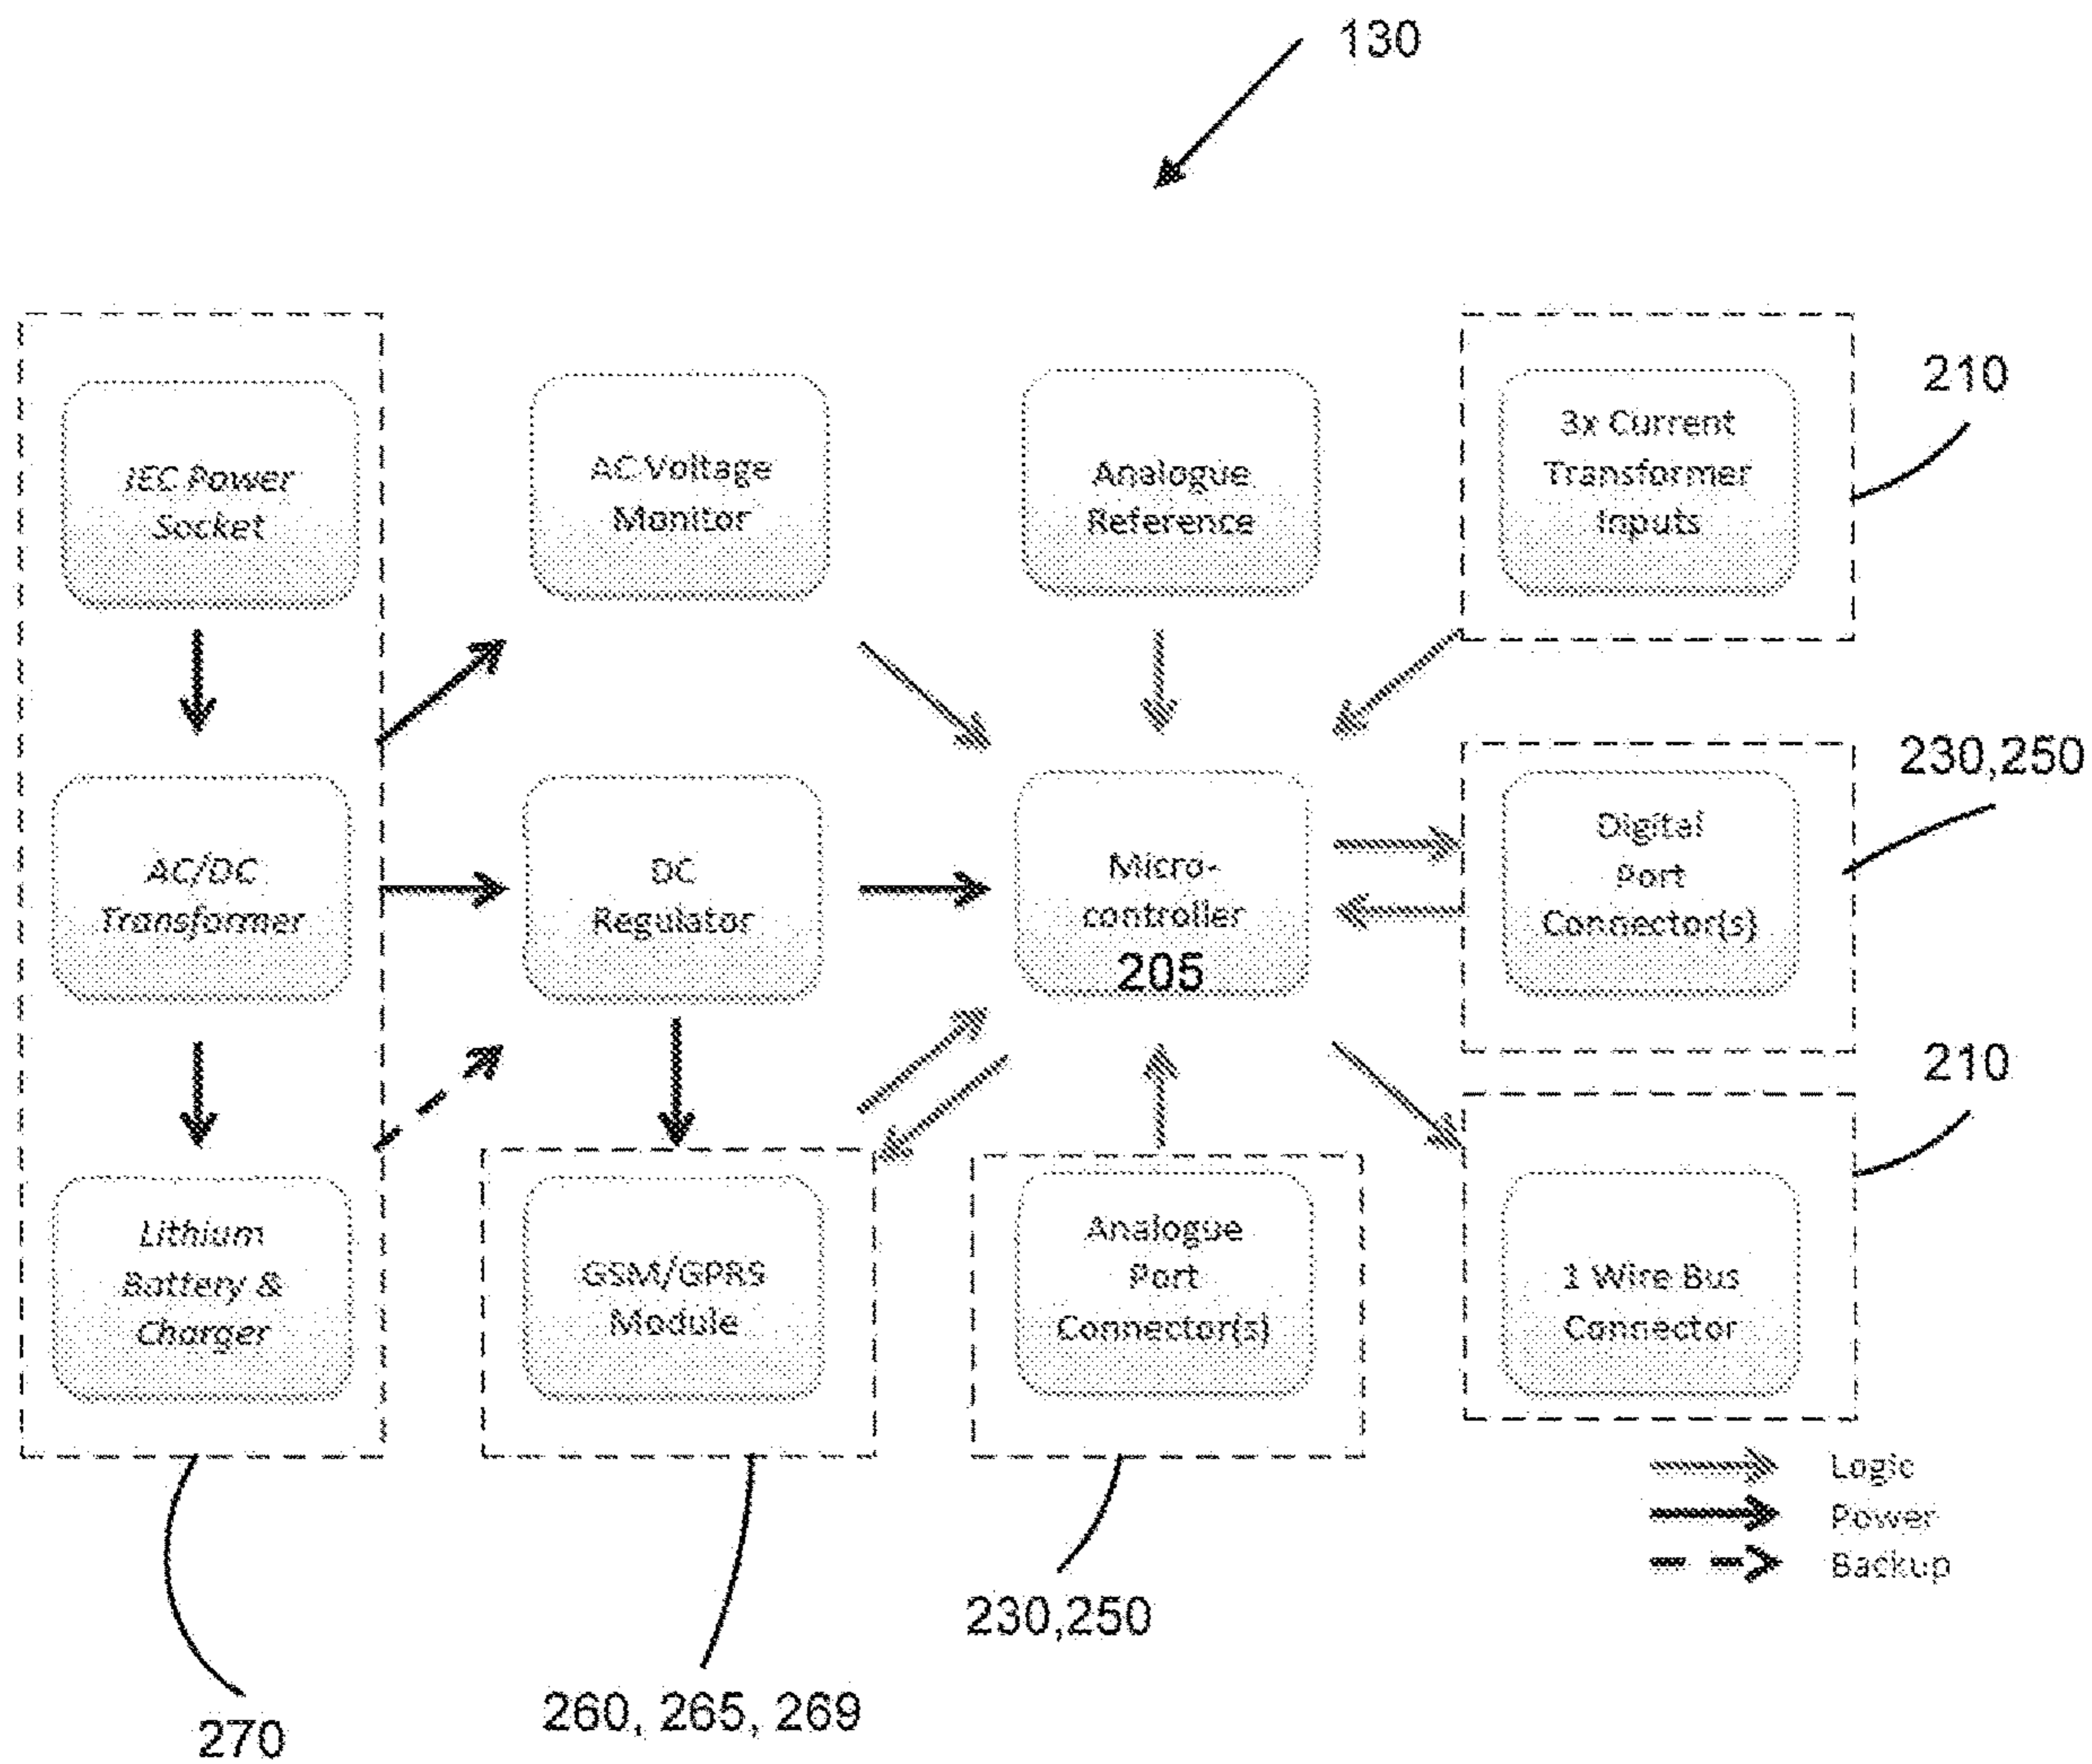 130
IEC Power
Socket
AC Voltage
Monitor
Analogue
Reference
3x Current
Transformer
Inputs
210
AC/DC
Transformer
DC
Regulator
Micro-
controller
205
Digital
Port
Connector(s)
230,250
Lithium
Battery &
Charger
GSM/GPRS
Module
Analogue
Port
Connector(s)
1 Wire Bus
Connector
210
Logic
Power
Backup
270
260, 265, 269
230,250